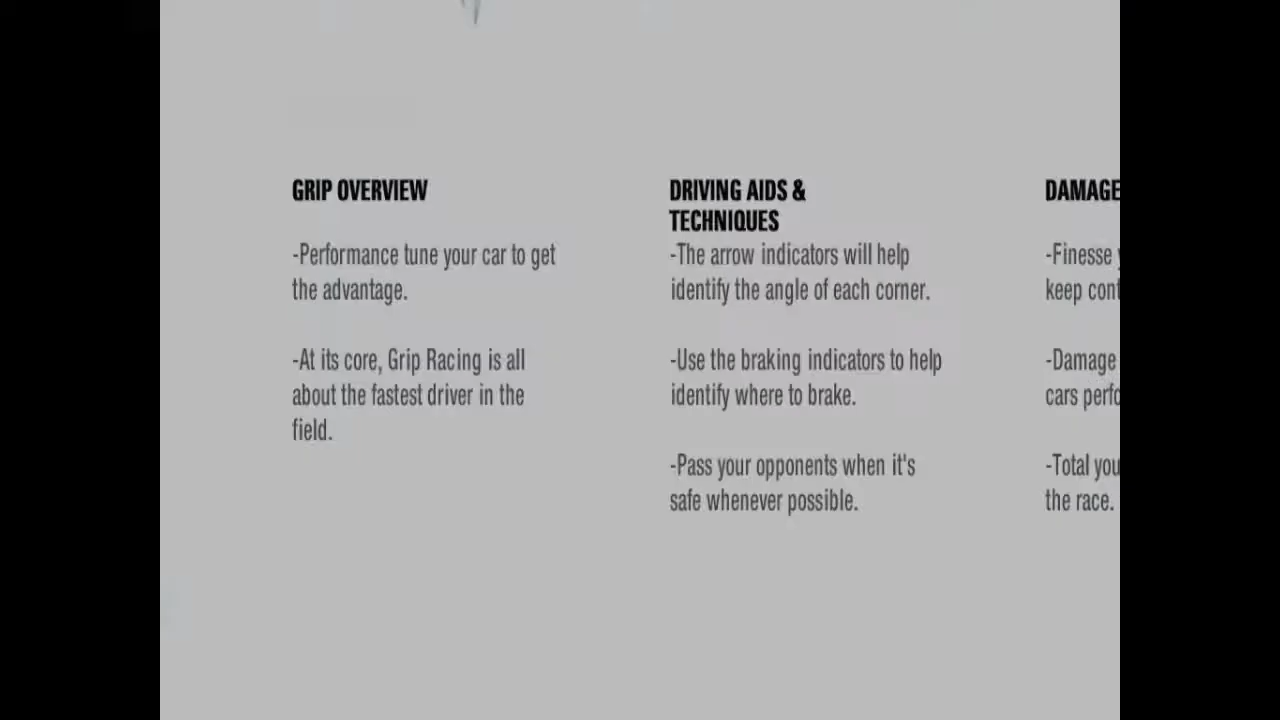 GRIP OVERVIEW
-Performance tune your car to get
the advantage.
-At its core, Grip Racing is all
about the fastest driver in the
field.
DRIVING AIDS &
TECHNIQUES
-The arrow indicators will help
identify the angle of each corner.
-Use the braking indicators to help
identify where to brake.
-Pass your opponents when it's
safe whenever possible.
DAMAGE
-Finesse
keep
-Damage
cars
-Total
the race.